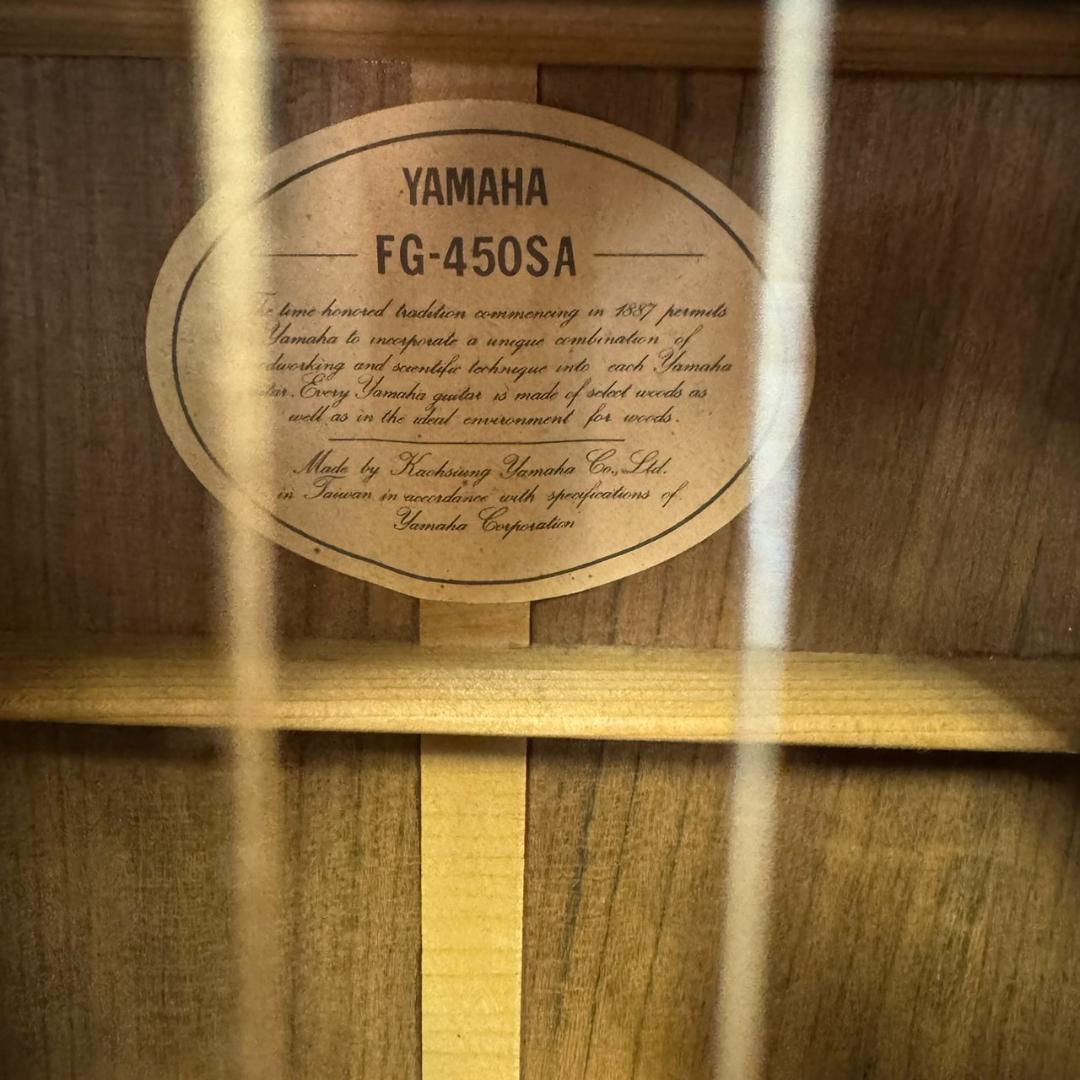 YAMAHA
FG-450SA
time-honored tradition commencing in 1887 permits
Yamaha to incorporate a unique combination of
and scientific technique into each Yamaha
Every Yamaha guitar is made of select woods as
well as in the ideal environment for woods.
Made by Kaohsiung Yamaha Co., Ltd.
in Taiwan in accordance with specifications of
Yamaha Corporation